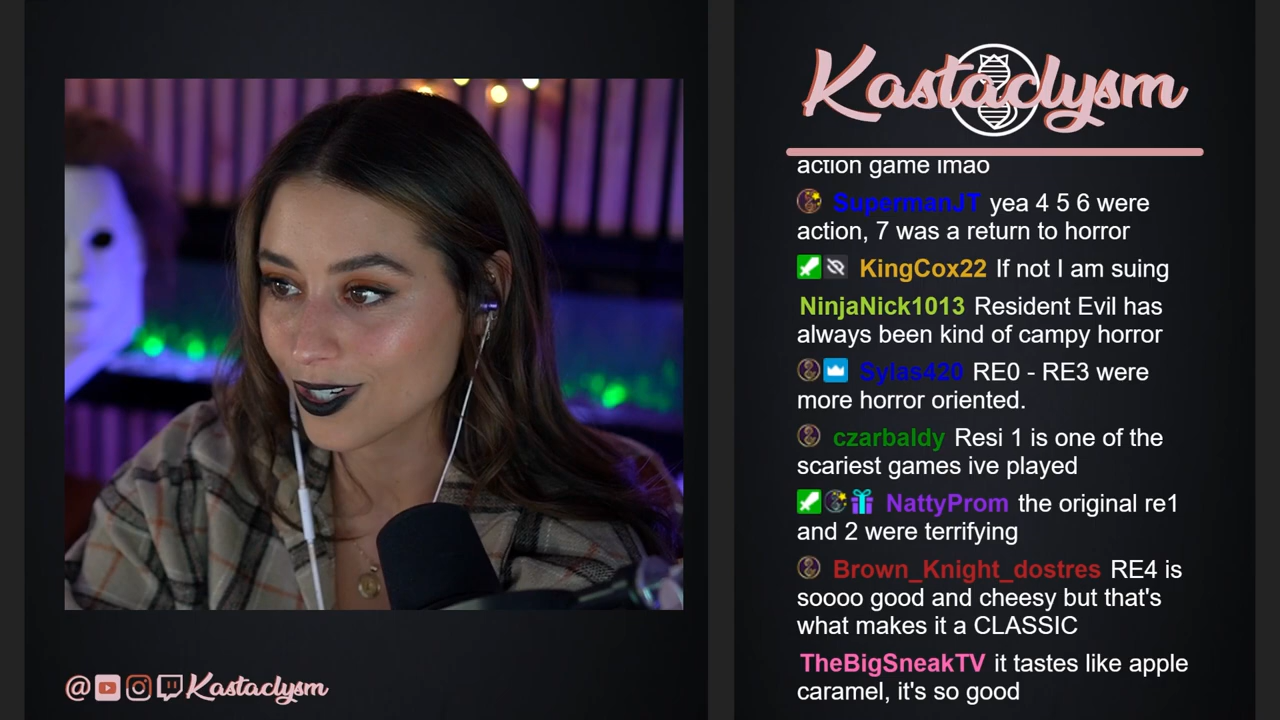 Kastaclysm
action game lmao
SupermanJT yea 4 5 6 were
action, 7 was a return to horror
KingCox22 If not I am suing
NinjaNick1013 Resident Evil has
always been kind of campy horror
Sylas420 RE0 - RE3 were
more horror oriented.
czarbaldy Resi 1 is one of the
scariest games ive played
NattyProm the original re1
and 2 were terrifying
Brown_Knight_dostres RE4 is
soooo good and cheesy but that's
what makes it a CLASSIC
TheBigSneakTV it tastes like apple
caramel, it's so good
@ Kastaclysm